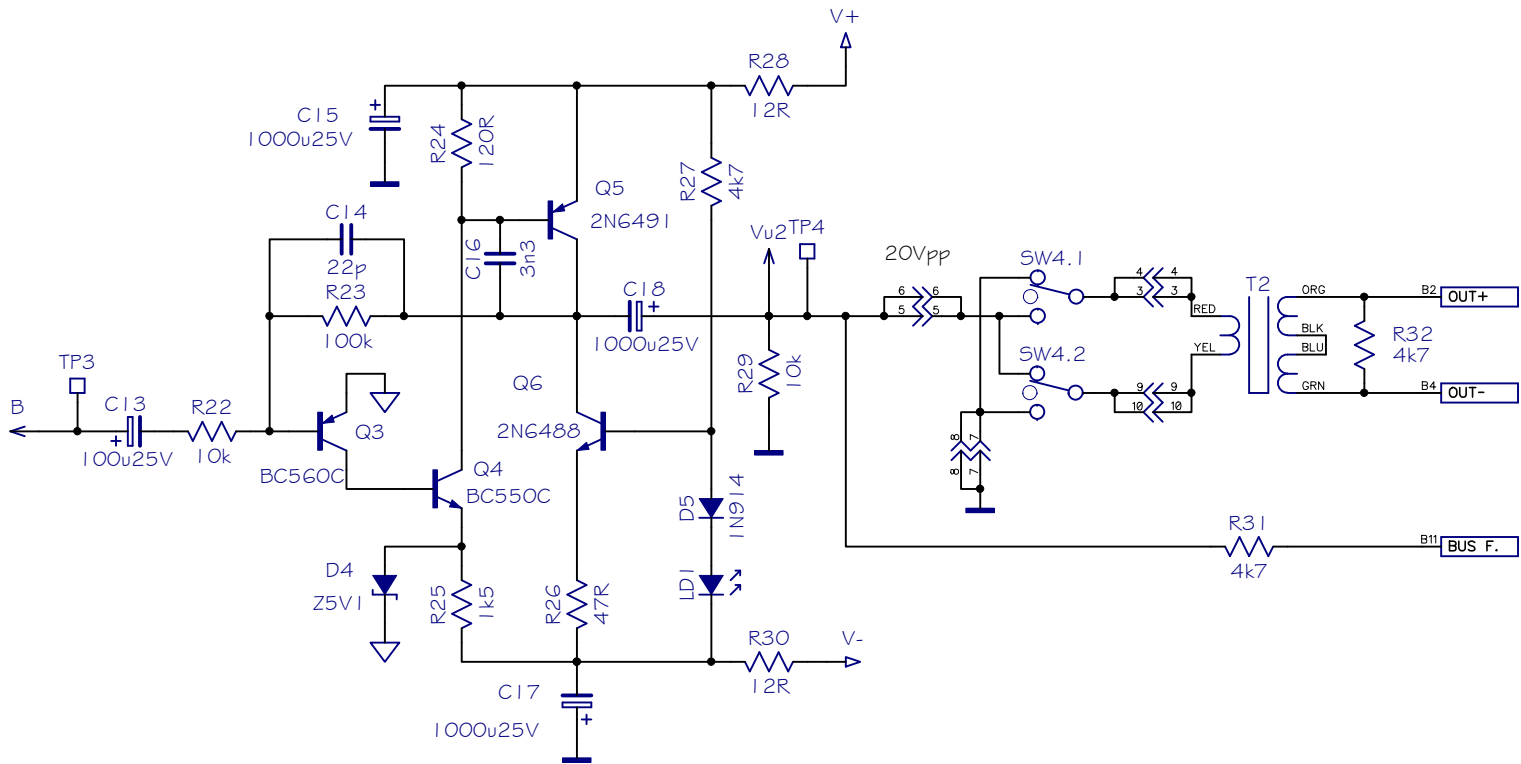 V+
R28
12R
C15
1000u25V
R24
120R
R27
4k7
Q5
2N6491
C14
22p
R23
100k
C16
3n3
C18
1000u25V
Vu2
TP4
20Vpp
6 6
5 5
SW4.1
4 4
3 3
T2
RED
YEL
ORG
BLK
BLU
GRN
B2
OUT+
R32
4k7
B4
OUT-
SW4.2
9 9
10 10
8 7
8 7
R29
10k
TP3
B
C13
100u25V
R22
10k
Q3
BC560C
Q4
BC550C
Q6
2N6488
D5
1N914
LD1
D4
Z5V1
R25
1k5
R26
47R
R30
12R
V-
C17
1000u25V
R31
4k7
B11
BUS F.
+
+
+
+